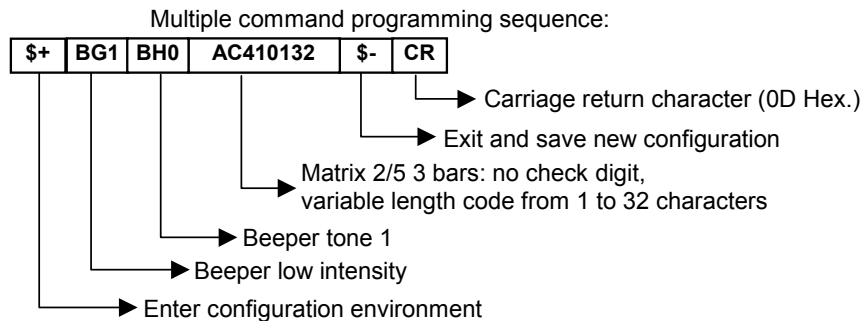 Multiple command programming sequence:
$+ BG1 BH0 AC410132 $- CR
Carriage return character (0D Hex.)
Exit and save new configuration
Matrix 2/5 3 bars: no check digit,
variable length code from 1 to 32 characters
Beeper tone 1
Beeper low intensity
Enter configuration environment